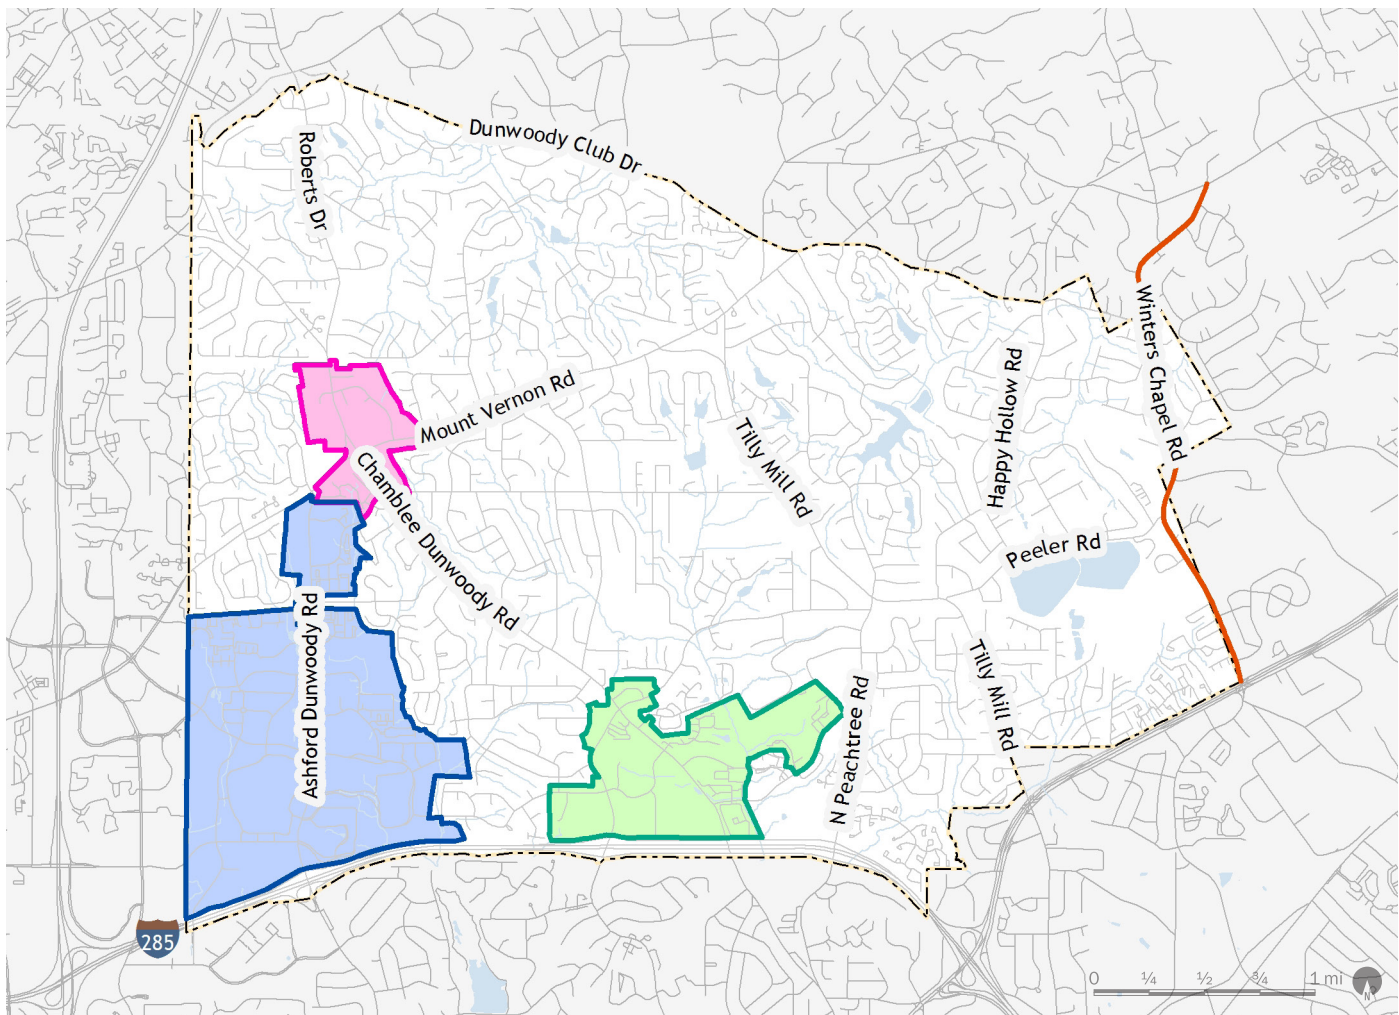 Dunwoody Club Dr
Roberts Dr
Winters Chapel Rd
Happy Hollow Rd
Mount Vernon Rd
Tilly Mill Rd
Chamblee Dunwoody Rd
Peeler Rd
Ashford Dunwoody Rd
Tilly Mill Rd
N Peachtree Rd
285
0 ¼ ½ ¾ 1 mi
N